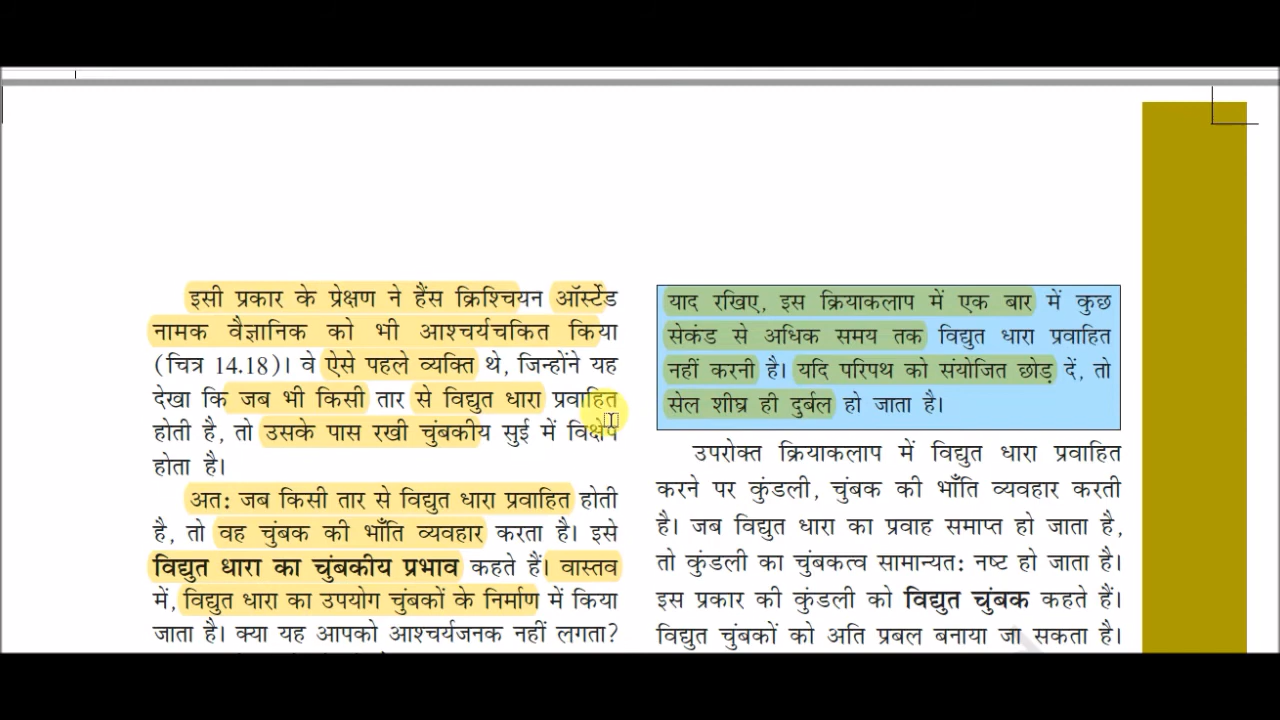 इसी प्रकार के प्रेक्षण ने हैंस क्रिश्चियन ऑर्स्टेड
नामक वैज्ञानिक को भी आश्चर्यचकित किया
(चित्र 14.18)। वे ऐसे पहले व्यक्ति थे, जिन्होंने यह
देखा कि जब भी किसी तार से विद्युत धारा प्रवाहित
होती है, तो उसके पास रखी चुंबकीय सुई में विक्षेप
होता है।
अत: जब किसी तार से विद्युत धारा प्रवाहित होती
है, तो वह चुंबक की भाँति व्यवहार करता है। इसे
विद्युत धारा का चुंबकीय प्रभाव कहते हैं। वास्तव
में, विद्युत धारा का उपयोग चुंबकों के निर्माण में किया
जाता है। क्या यह आपको आश्चर्यजनक नहीं लगता?
याद रखिए, इस क्रियाकलाप में एक बार में कुछ
सेकंड से अधिक समय तक विद्युत धारा प्रवाहित
नहीं करनी है। यदि परिपथ को संयोजित छोड़ दें, तो
सेल शीघ्र ही दुर्बल हो जाता है।
उपरोक्त क्रियाकलाप में विद्युत धारा प्रवाहित
करने पर कुंडली, चुंबक की भाँति व्यवहार करती
है। जब विद्युत धारा का प्रवाह समाप्त हो जाता है,
तो कुंडली का चुंबकत्व सामान्यत: नष्ट हो जाता है।
इस प्रकार की कुंडली को विद्युत चुंबक कहते हैं।
विद्युत चुंबकों को अति प्रबल बनाया जा सकता है।